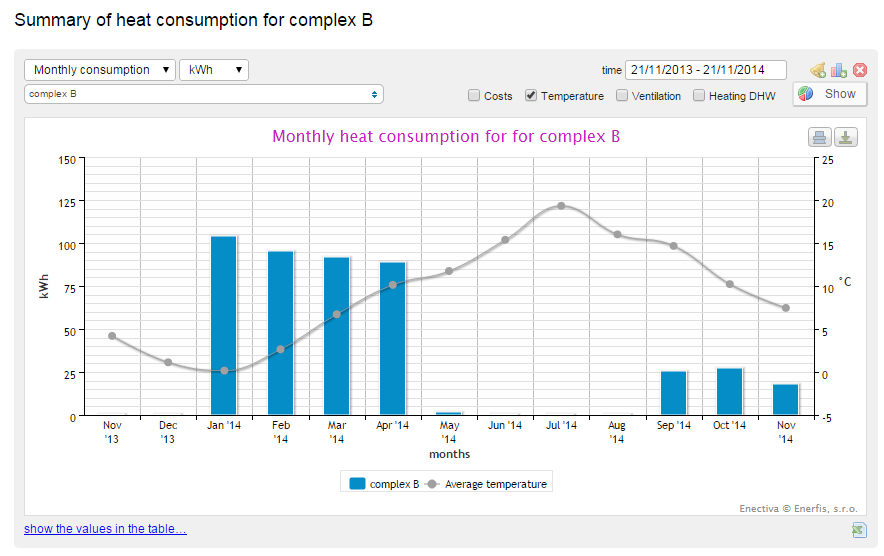 Summary of heat consumption for complex B
Monthly consumption kWh time 21/11/2013 - 21/11/2014
complex B Costs Temperature Ventilation Heating DHW Show
Monthly heat consumption for for complex B
150 25
125 20
100 15
75 10
50 5
25 0
0 -5
kWh
°C
Nov '13
Dec '13
Jan '14
Feb '14
Mar '14
Apr '14
May '14
Jun '14
Jul '14
Aug '14
Sep '14
Oct '14
Nov '14
months
complex B Average temperature
Enectiva © Enerfis, s.r.o.
show the values in the table...